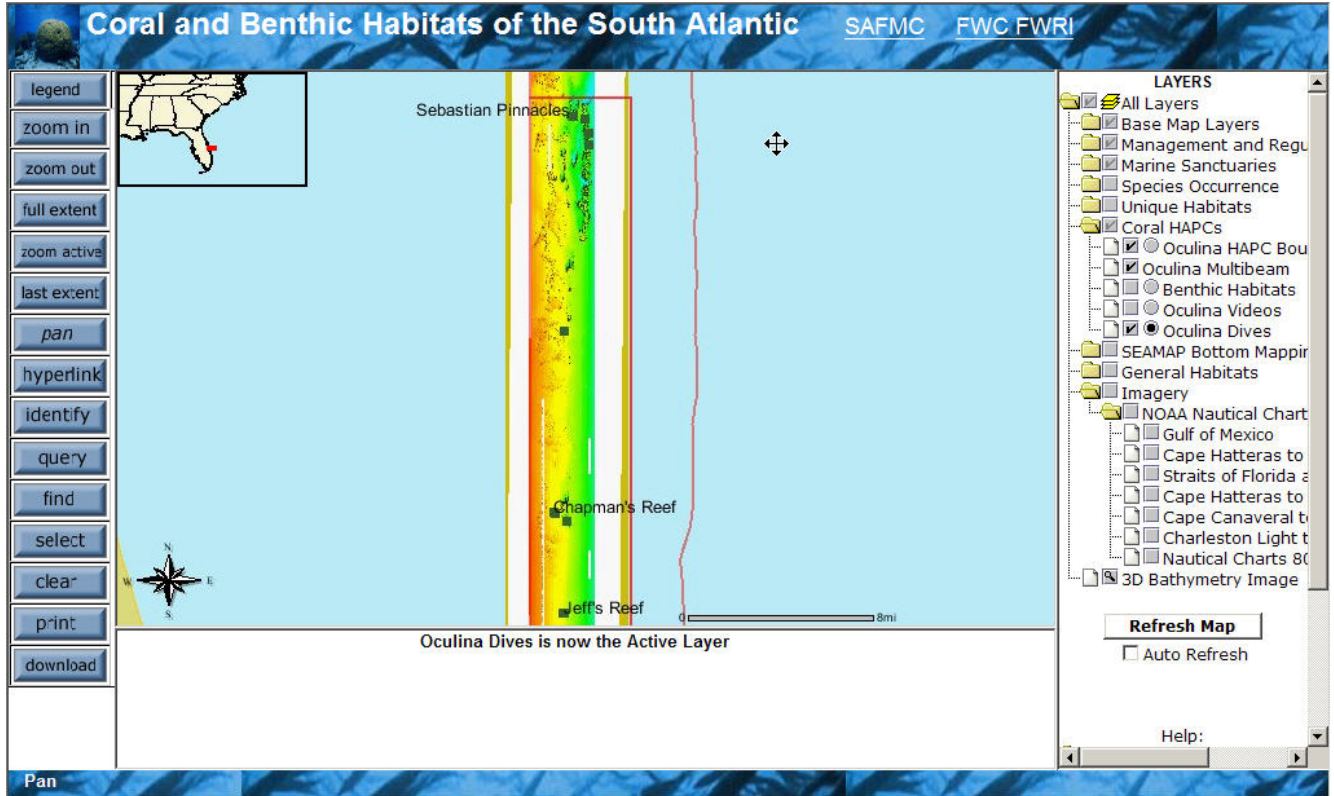 Coral and Benthic Habitats of the South Atlantic SAFMC FWC FWRI
legend
zoom in
zoom out
full extent
zoom active
last extent
pan
hyperlink
identify
query
find
select
clear
print
download
Sebastian Pinnacles
Chapman's Reef
Jeff's Reef
N
W E
S
0 8mi
Oculina Dives is now the Active Layer
LAYERS
All Layers
Base Map Layers
Management and Regu
Marine Sanctuaries
Species Occurrence
Unique Habitats
Coral HAPCs
Oculina HAPC Bou
Oculina Multibeam
Benthic Habitats
Oculina Videos
Oculina Dives
SEAMAP Bottom Mappin
General Habitats
Imagery
NOAA Nautical Chart
Gulf of Mexico
Cape Hatteras to
Straits of Florida a
Cape Hatteras to
Cape Canaveral t
Charleston Light t
Nautical Charts 80
3D Bathymetry Image
Refresh Map
Auto Refresh
Help:
Pan